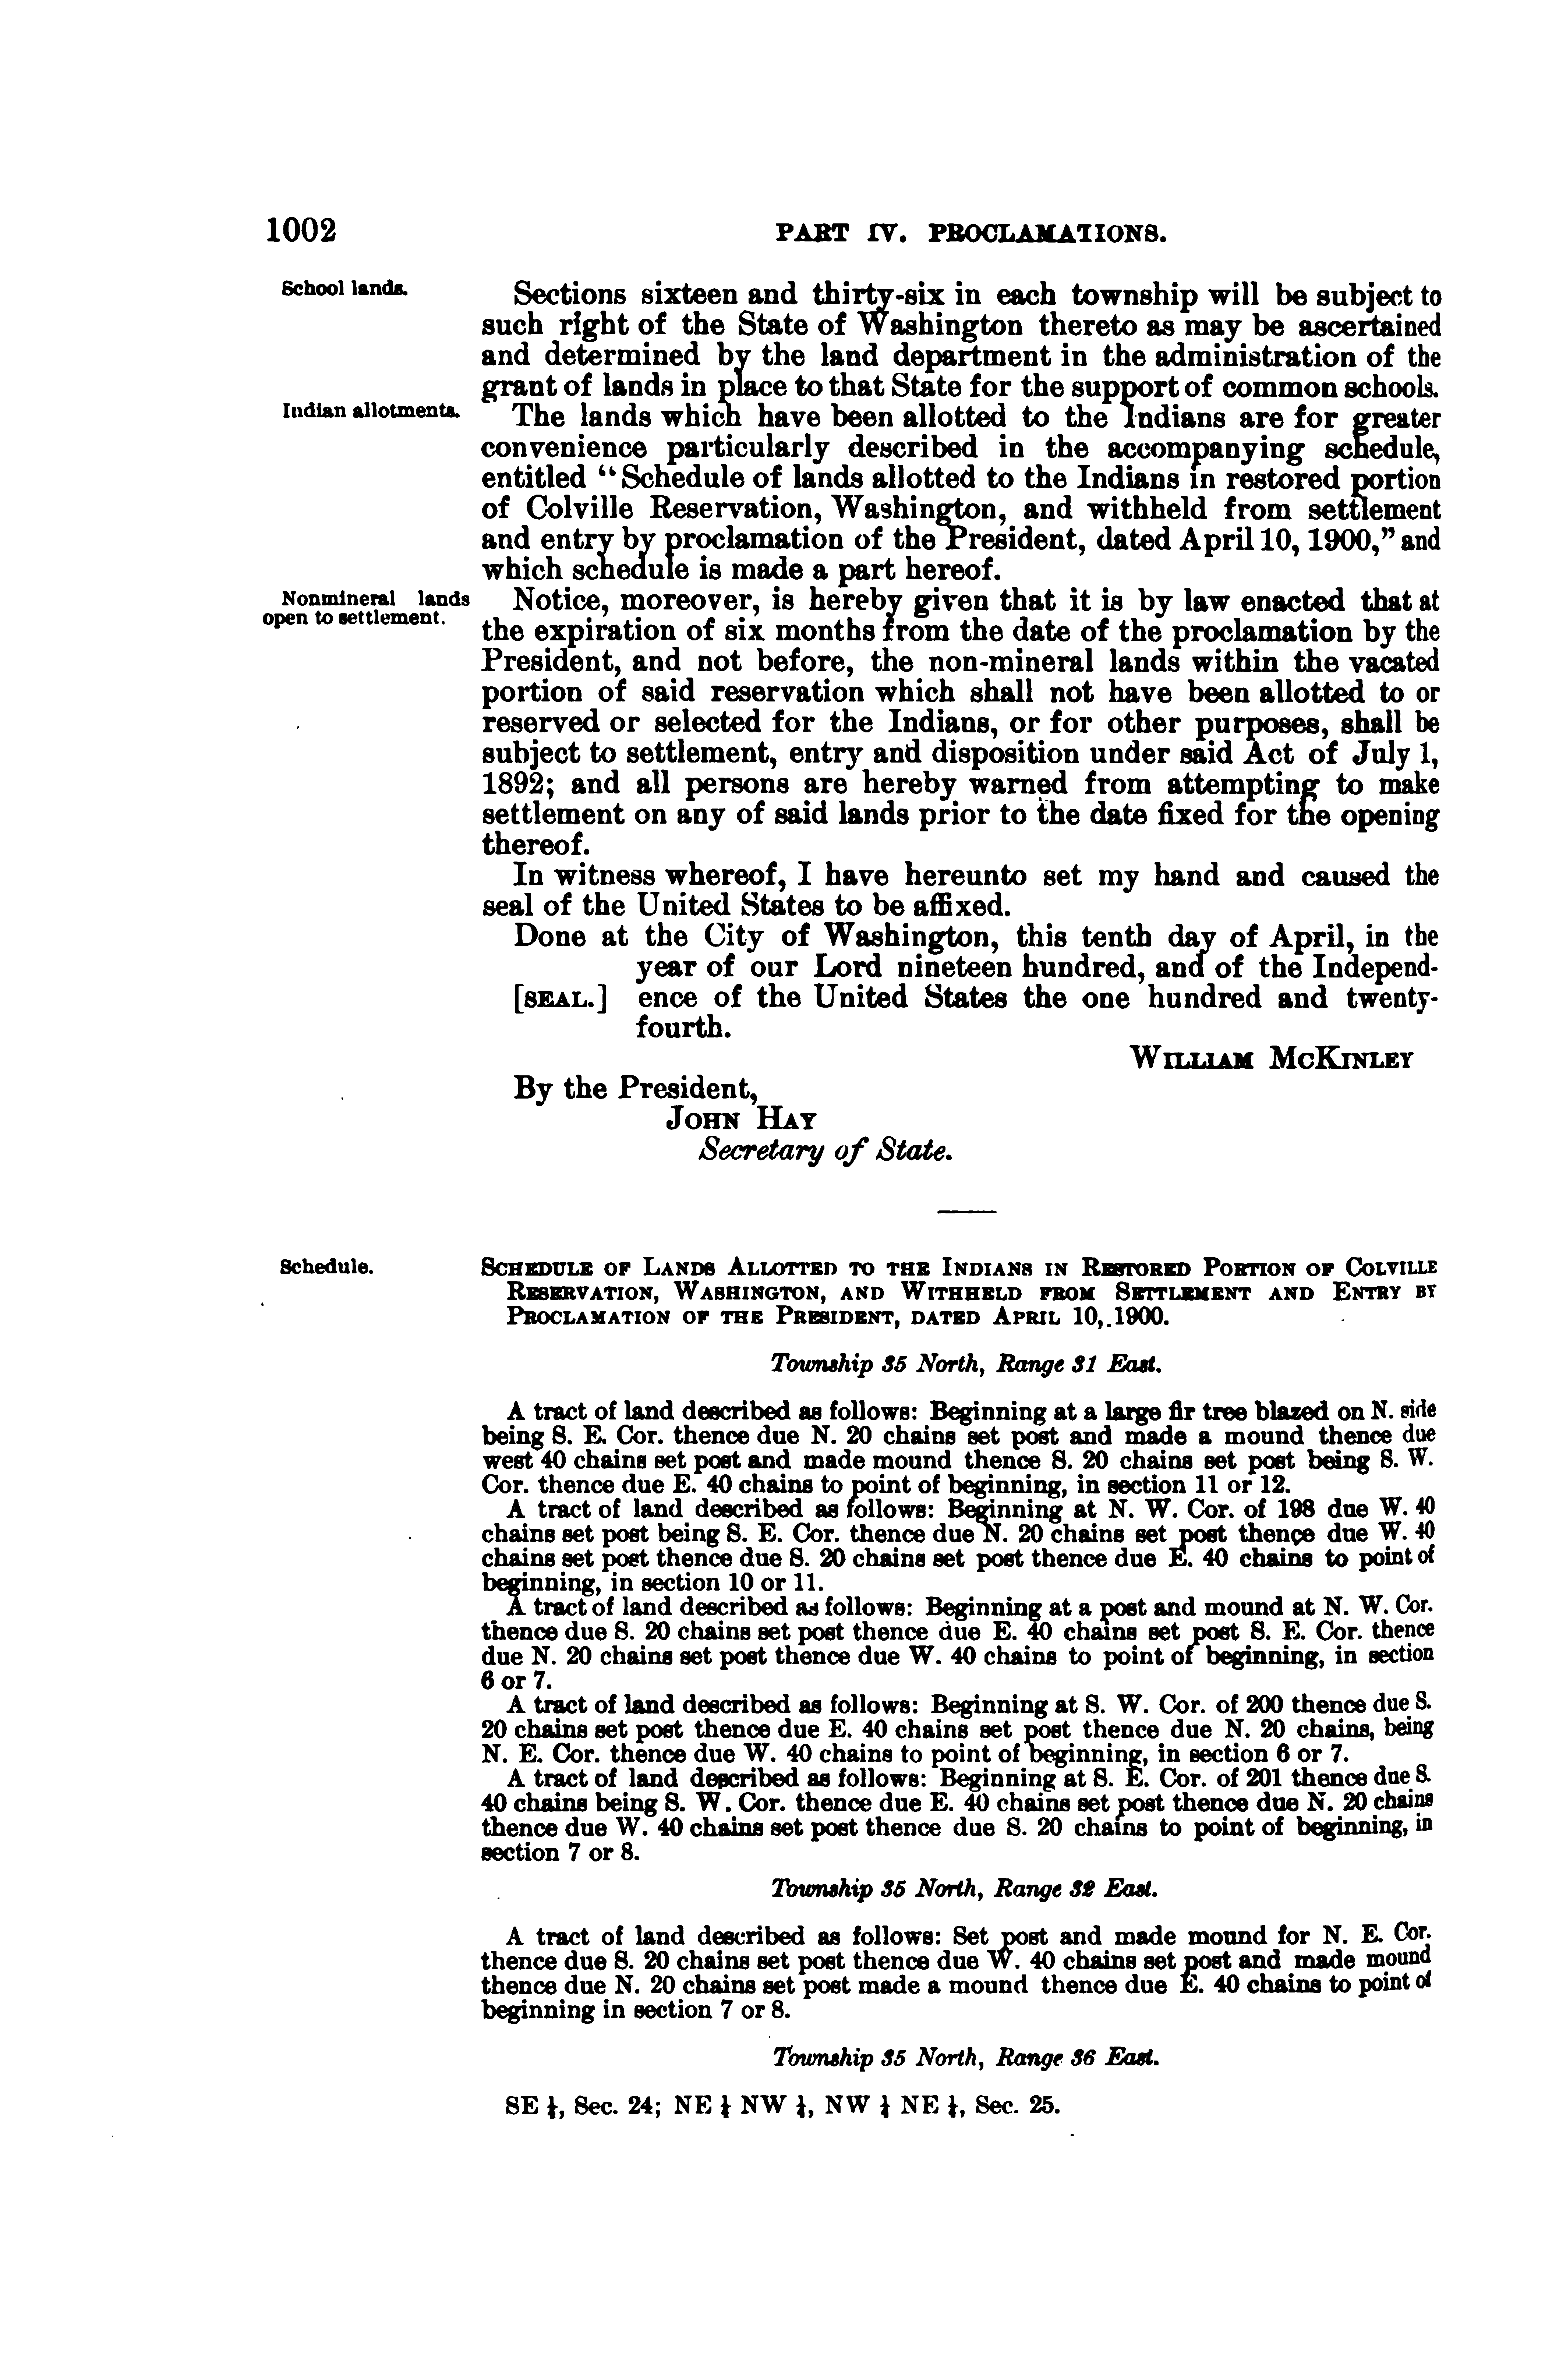 1002
PART IV. PROCLAMATIONS.
School lands.
Sections sixteen and thirty-six in each township will be subject to
such right of the State of Washington thereto as may be ascertained
and determined by the land department in the administration of the
grant of lands in place to that State for the support of common schools.
Indian allotments.
The lands which have been allotted to the Indians are for greater
convenience particularly described in the accompanying schedule,
entitled “Schedule of lands allotted to the Indians in restored portion
of Colville Reservation, Washington, and withheld from settlement
and entry by proclamation of the President, dated April 10, 1900,” and
which schedule is made a part hereof.
Nonmineral lands
open to settlement.
Notice, moreover, is hereby given that it is by law enacted that at
the expiration of six months from the date of the proclamation by the
President, and not before, the non-mineral lands within the vacated
portion of said reservation which shall not have been allotted to or
reserved or selected for the Indians, or for other purposes, shall be
subject to settlement, entry and disposition under said Act of July 1,
1892; and all persons are hereby warned from attempting to make
settlement on any of said lands prior to the date fixed for the opening
thereof.
In witness whereof, I have hereunto set my hand and caused the
seal of the United States to be affixed.
Done at the City of Washington, this tenth day of April, in the
year of our Lord nineteen hundred, and of the Independ-
[SEAL.] ence of the United States the one hundred and twenty-
fourth.
WILLIAM MCKINLEY
By the President,
JOHN HAY
Secretary of State.
Schedule.
SCHEDULE OF LANDS ALLOTTED TO THE INDIANS IN RESTORED PORTION OF COLVILLE
RESERVATION, WASHINGTON, AND WITHHELD FROM SETTLEMENT AND ENTRY BY
PROCLAMATION OF THE PRESIDENT, DATED APRIL 10, 1900.
Township 35 North, Range 31 East.
A tract of land described as follows: Beginning at a large fir tree blazed on N. side
being S. E. Cor. thence due N. 20 chains set post and made a mound thence due
west 40 chains set post and made mound thence S. 20 chains set post being S. W.
Cor. thence due E. 40 chains to point of beginning, in section 11 or 12.
A tract of land described as follows: Beginning at N. W. Cor. of 198 due W. 40
chains set post being S. E. Cor. thence due N. 20 chains set post thence due W. 40
chains set post thence due S. 20 chains set post thence due E. 40 chains to point of
beginning, in section 10 or 11.
A tract of land described as follows: Beginning at a post and mound at N. W. Cor.
thence due S. 20 chains set post thence due E. 40 chains set post S. E. Cor. thence
due N. 20 chains set post thence due W. 40 chains to point of beginning, in section
6 or 7.
A tract of land described as follows: Beginning at S. W. Cor. of 200 thence due S.
20 chains set post thence due E. 40 chains set post thence due N. 20 chains, being
N. E. Cor. thence due W. 40 chains to point of beginning, in section 6 or 7.
A tract of land described as follows: Beginning at S. E. Cor. of 201 thence due S.
40 chains being S. W. Cor. thence due E. 40 chains set post thence due N. 20 chains
thence due W. 40 chains set post thence due S. 20 chains to point of beginning, in
section 7 or 8.
Township 35 North, Range 32 East.
A tract of land described as follows: Set post and made mound for N. E. Cor.
thence due S. 20 chains set post thence due W. 40 chains set post and made mound
thence due N. 20 chains set post made a mound thence due E. 40 chains to point of
beginning in section 7 or 8.
Township 35 North, Range 36 East.
SE ¼, Sec. 24; NE ¼ NW ¼, NW ¼ NE ¼, Sec. 25.